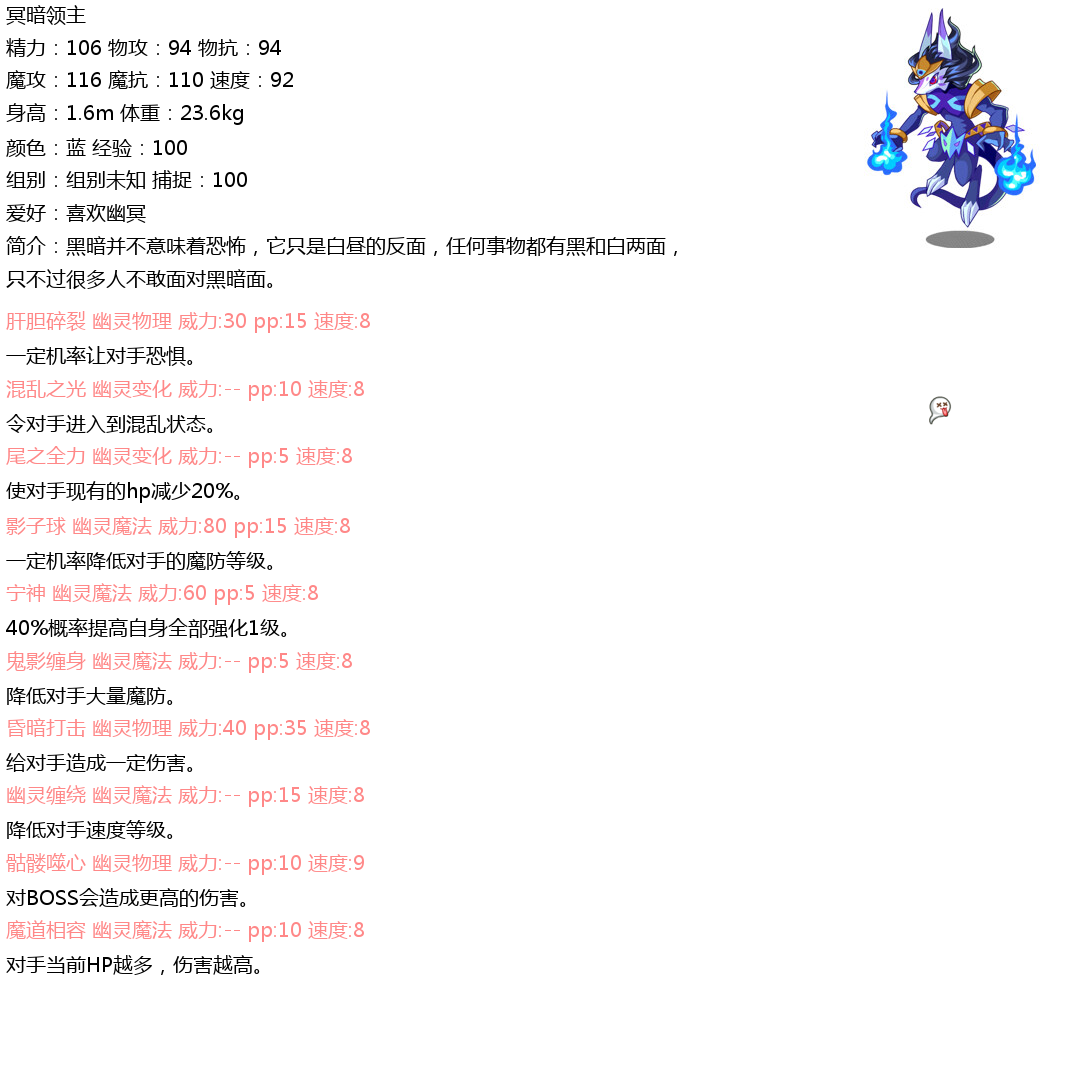 冥暗领主
精力：106 物攻：94 物抗：94
魔攻：116 魔抗：110 速度：92
身高：1.6m 体重：23.6kg
颜色：蓝 经验：100
组别：组别未知 捕捉：100
爱好：喜欢幽冥
简介：黑暗并不意味着恐怖，它只是白昼的反面，任何事物都有黑和白两面，
只不过很多人不敢面对黑暗面。
肝胆碎裂 幽灵物理 威力:30 pp:15 速度:8
一定机率让对手恐惧。
混乱之光 幽灵变化 威力:-- pp:10 速度:8
令对手进入到混乱状态。
尾之全力 幽灵变化 威力:-- pp:5 速度:8
使对手现有的hp减少20%。
影子球 幽灵魔法 威力:80 pp:15 速度:8
一定机率降低对手的魔防等级。
宁神 幽灵魔法 威力:60 pp:5 速度:8
40%概率提高自身全部强化1级。
鬼影缠身 幽灵魔法 威力:-- pp:5 速度:8
降低对手大量魔防。
昏暗打击 幽灵物理 威力:40 pp:35 速度:8
给对手造成一定伤害。
幽灵缠绕 幽灵魔法 威力:-- pp:15 速度:8
降低对手速度等级。
骷髅噬心 幽灵物理 威力:-- pp:10 速度:9
对BOSS会造成更高的伤害。
魔道相容 幽灵魔法 威力:-- pp:10 速度:8
对手当前HP越多，伤害越高。